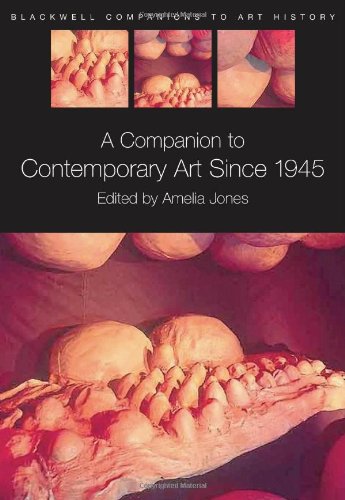 BLACKWELL COMPANIONS TO ART HISTORY
A Companion to
Contemporary Art Since 1945
Edited by Amelia Jones